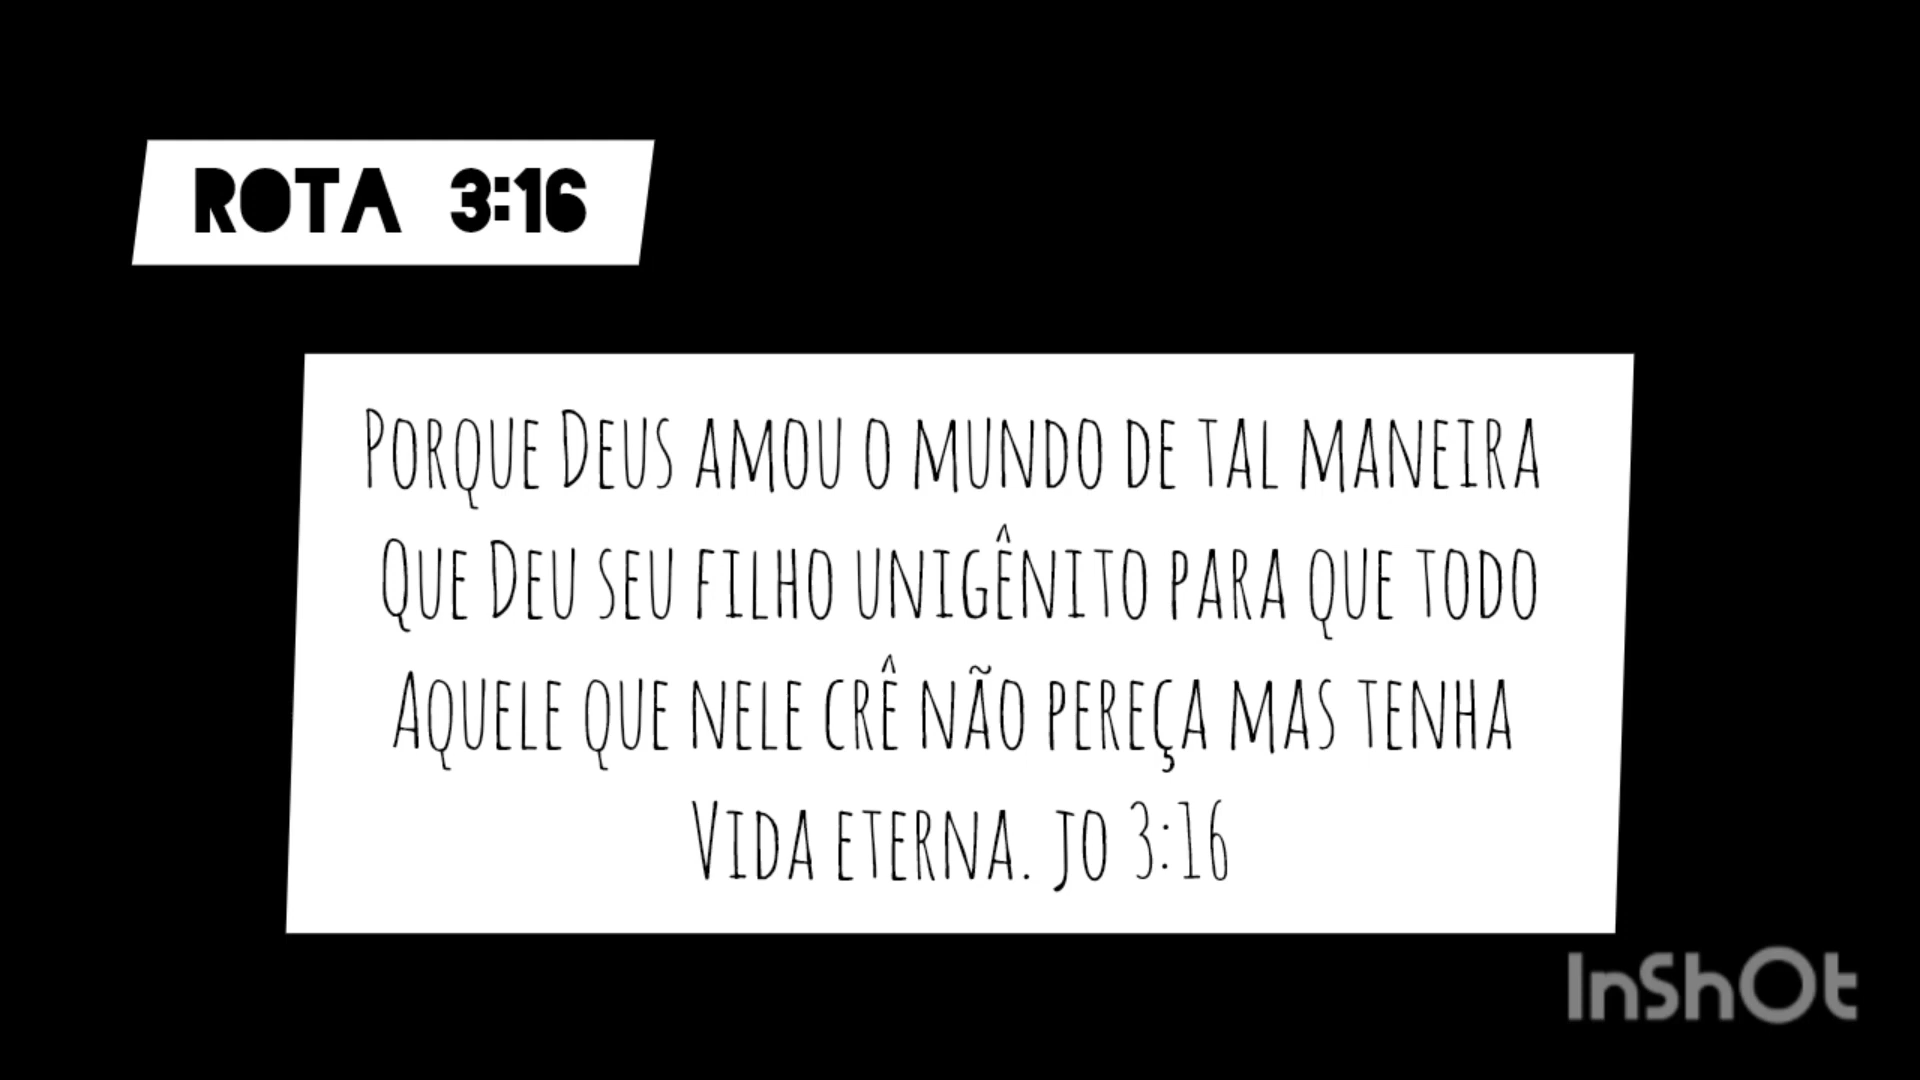 ROTA 3:16
Porque Deus amou o mundo de tal maneira
Que Deu seu filho unigênito para que todo
Aquele que nele crê não pereça mas tenha
Vida eterna. jo 3:16
InShOt